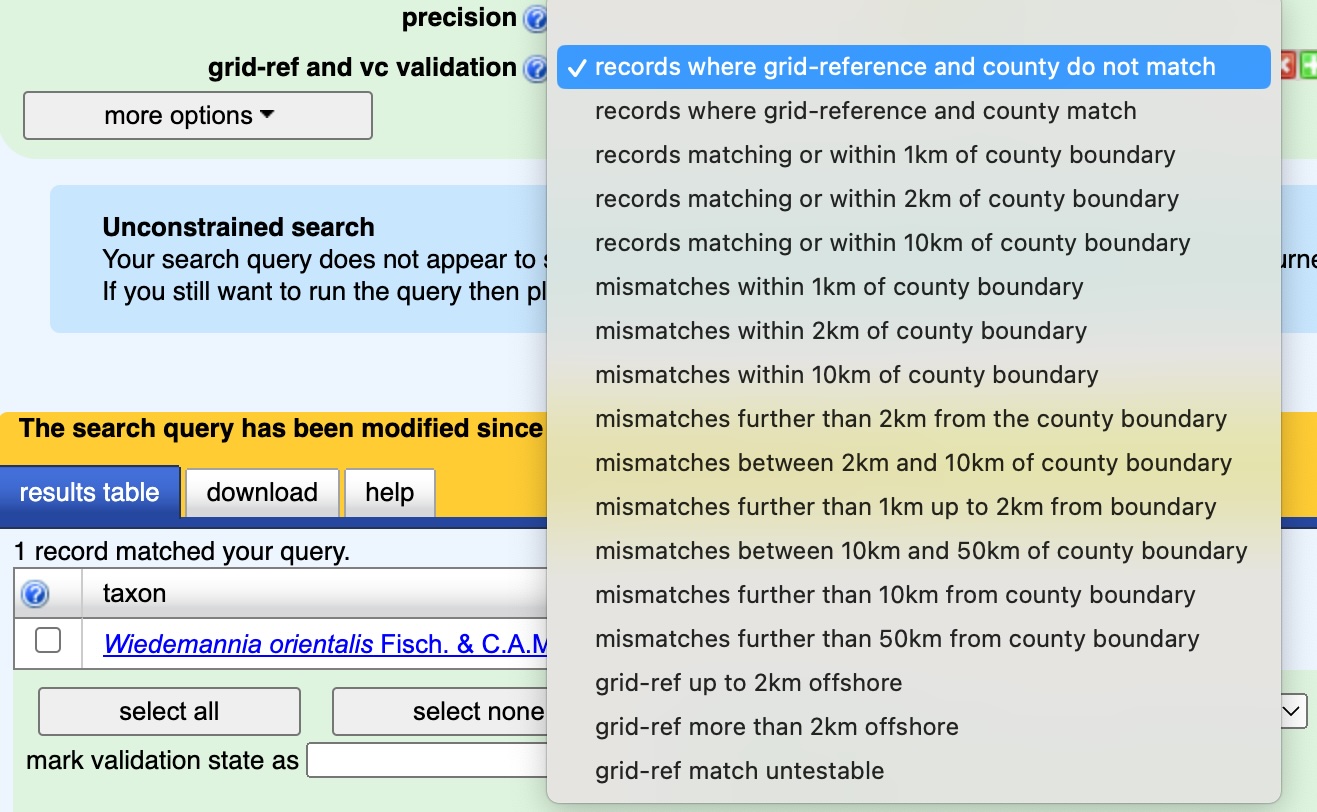 precision
grid-ref and vc validation
✓ records where grid-reference and county do not match
more options
records where grid-reference and county match
records matching or within 1km of county boundary
records matching or within 2km of county boundary
records matching or within 10km of county boundary
mismatches within 1km of county boundary
mismatches within 2km of county boundary
mismatches within 10km of county boundary
mismatches further than 2km from the county boundary
mismatches between 2km and 10km of county boundary
mismatches further than 1km up to 2km from boundary
mismatches between 10km and 50km of county boundary
mismatches further than 10km from county boundary
mismatches further than 50km from county boundary
grid-ref up to 2km offshore
grid-ref more than 2km offshore
grid-ref match untestable
Unconstrained search
Your search query does not appear to
If you still want to run the query then
The search query has been modified since
results table
download
help
1 record matched your query.
taxon
Wiedemannia orientalis Fisch. & C.A.M
select all
select none
mark validation state as